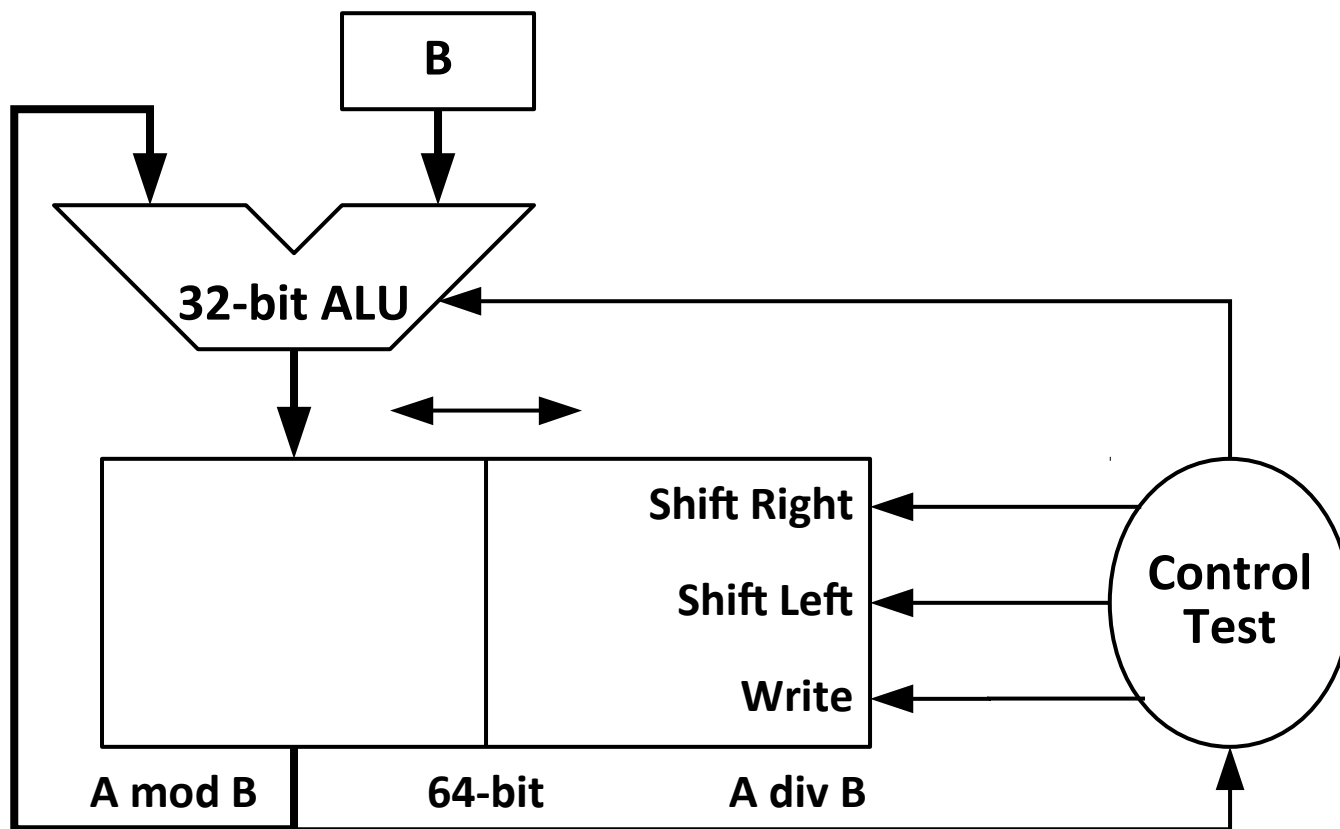 B
32-bit ALU
Shift Right
Shift Left
Write
Control
Test
A mod B
64-bit
A div B